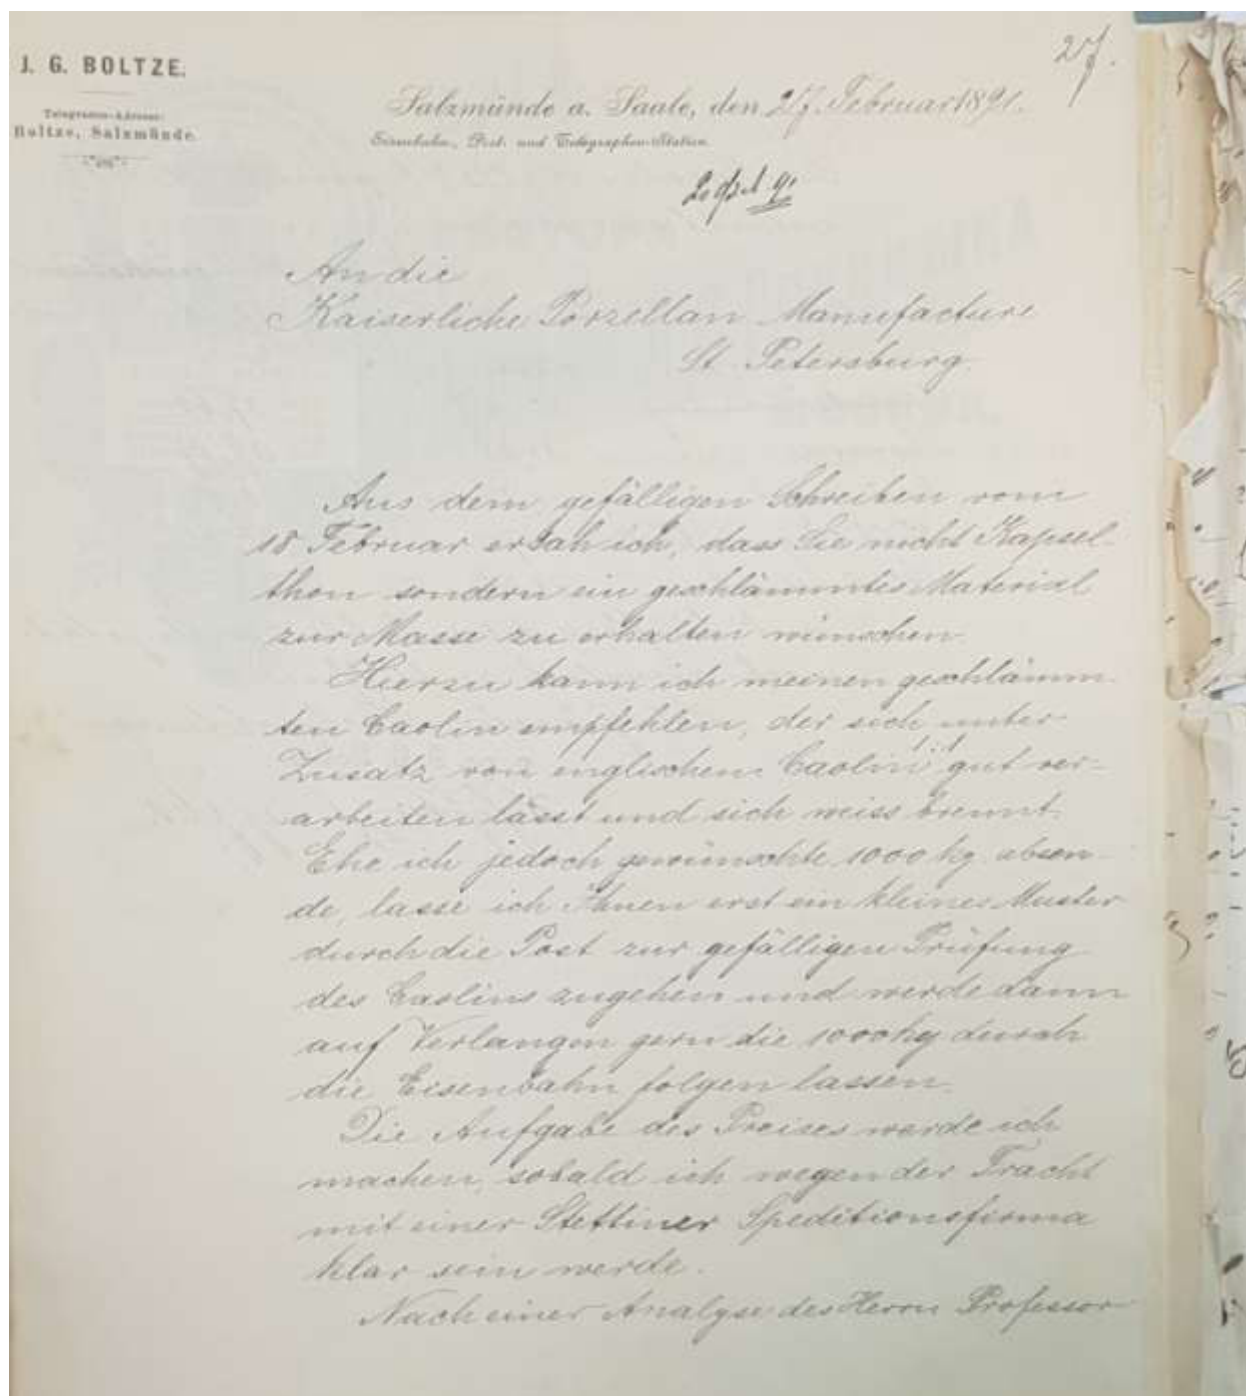 27.
J. G. BOLTZE.
Telegramm-Adresse:
Boltze, Salzmünde.
Salzmünde a. Saale, den 27. Februar 1891.
Eisenbahn-, Post- und Telegraphen-Station.
An die
Kaiserliche Porzellan Manufacture
St. Petersburg
Aus dem gefälligen Schreiben vom
18 Februar ersah ich, dass Sie nicht Kapsel-
thon sondern ein geschlämmtes Material
zur Masse zu erhalten wünschen.
Hierzu kann ich meinen geschlämm-
ten Caolin empfehlen, der sich unter
Zusatz von englischen Caolin gut ver-
arbeiten lässt und sich weiss brennt.
Ehe ich jedoch gewünschte 1000 kg absen-
de, lasse ich Ihnen erst ein kleines Muster
durch die Post zur gefälligen Prüfung
des Caolins zugehen und werde dann
auf Verlangen gern die 1000 kg durch
die Eisenbahn folgen lassen.
Die Aufgabe des Preises werde ich
machen, sobald ich wegen der Fracht
mit einer Stettiner Speditionsfirma
klar sein werde.
Nach einer Analyse des Herrn Professor